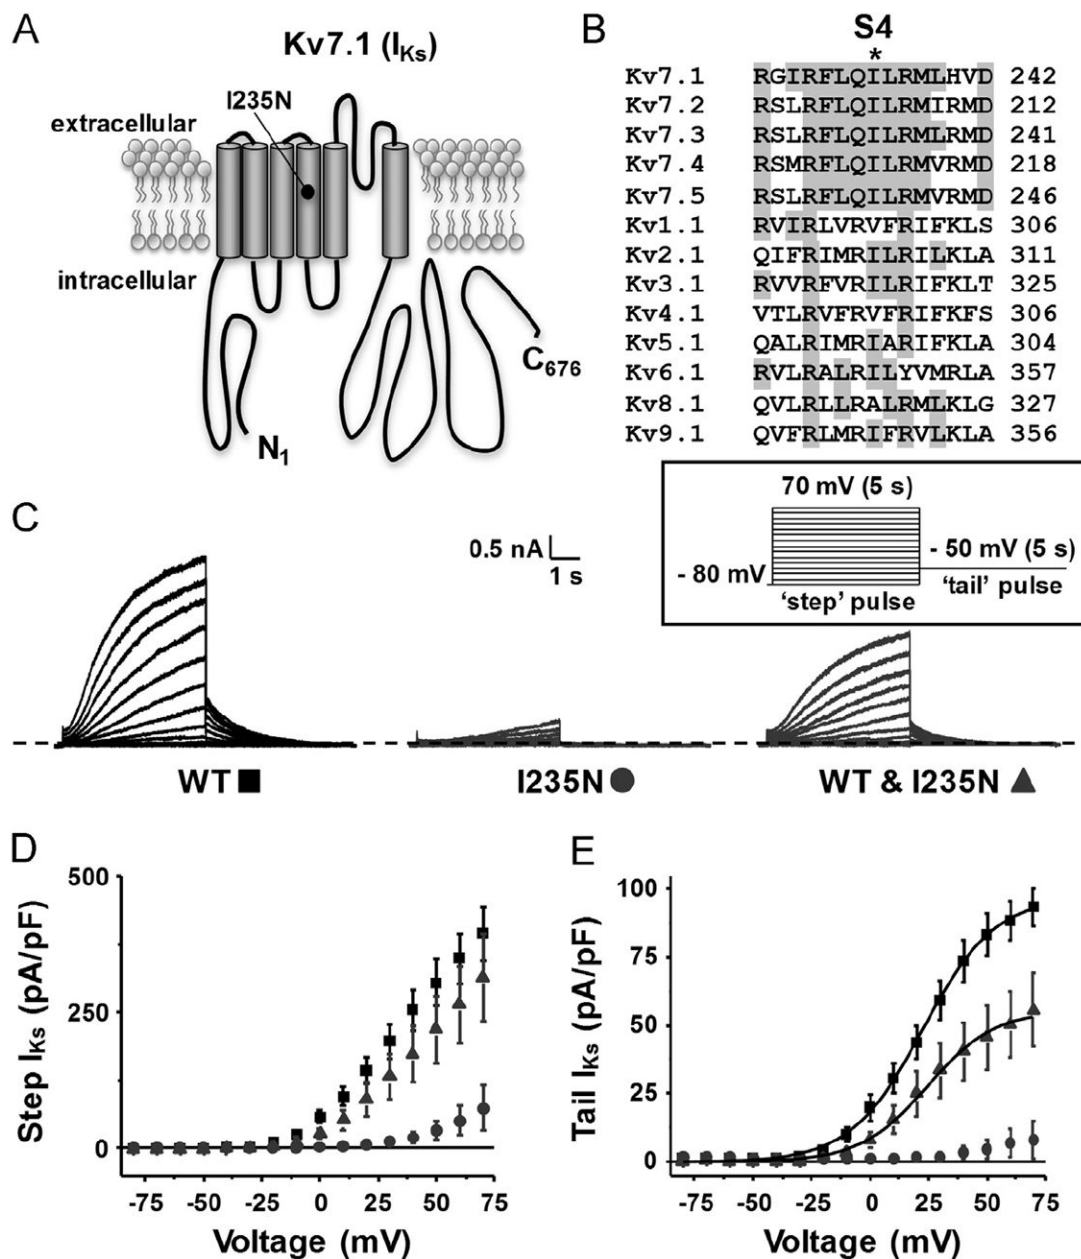 A
Kv7.1 (IKs)
I235N
extracellular
intracellular
N1
C676
B
S4
*
Kv7.1 RGIRFLQILRMLHVD 242
Kv7.2 RSLRFLQILRMIRMD 212
Kv7.3 RSLRFLQILRMLRMD 241
Kv7.4 RSMRFLQILRMVRMD 218
Kv7.5 RSLRFLQILRMVRMD 246
Kv1.1 RVIRLVRVFRIFKLS 306
Kv2.1 QIFRIMRILRILKLA 311
Kv3.1 RVVRFVRILRIFKLT 325
Kv4.1 VTLRVFRVFRIFKFS 306
Kv5.1 QALRIMRIARIFKLA 304
Kv6.1 RVLRALRILYVMRLA 357
Kv8.1 QVLRLLRALRMLKLG 327
Kv9.1 QVFRLMRIFRVLKLA 356
C
0.5 nA
1 s
70 mV (5 s)
- 80 mV
- 50 mV (5 s)
'step' pulse
'tail' pulse
WT ■
I235N ●
WT & I235N ▲
D
Step IKs (pA/pF)
500
250
0
-75 -50 -25 0 25 50 75
Voltage (mV)
E
Tail IKs (pA/pF)
100
75
50
25
0
-75 -50 -25 0 25 50 75
Voltage (mV)